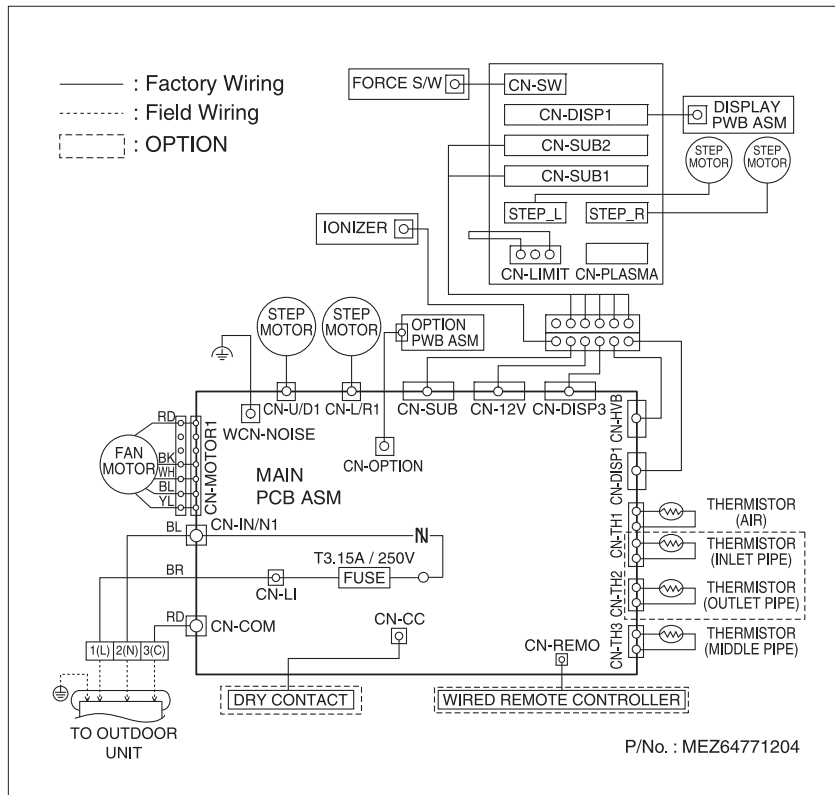 : Factory Wiring
: Field Wiring
: OPTION
FORCE S/W
CN-SW
CN-DISP1
DISPLAY
PWB ASM
CN-SUB2
STEP
MOTOR
STEP
MOTOR
CN-SUB1
STEP_L
STEP_R
IONIZER
CN-LIMIT
CN-PLASMA
STEP
MOTOR
STEP
MOTOR
OPTION
PWB ASM
CN-U/D1
CN-L/R1
CN-SUB
CN-12V
CN-DISP3
CN-HVB
WCN-NOISE
RD
FAN
MOTOR
BK
WH
BL
YL
CN-MOTOR1
MAIN
PCB ASM
CN-OPTION
CN-DISP1
CN-TH1
THERMISTOR
(AIR)
THERMISTOR
(INLET PIPE)
CN-TH2
THERMISTOR
(OUTLET PIPE)
CN-TH3
THERMISTOR
(MIDDLE PIPE)
BL
CN-IN/N1
N
T3.15A / 250V
FUSE
BR
CN-LI
RD
CN-COM
CN-CC
CN-REMO
1(L)
2(N)
3(C)
DRY CONTACT
WIRED REMOTE CONTROLLER
TO OUTDOOR
UNIT
P/No. : MEZ64771204